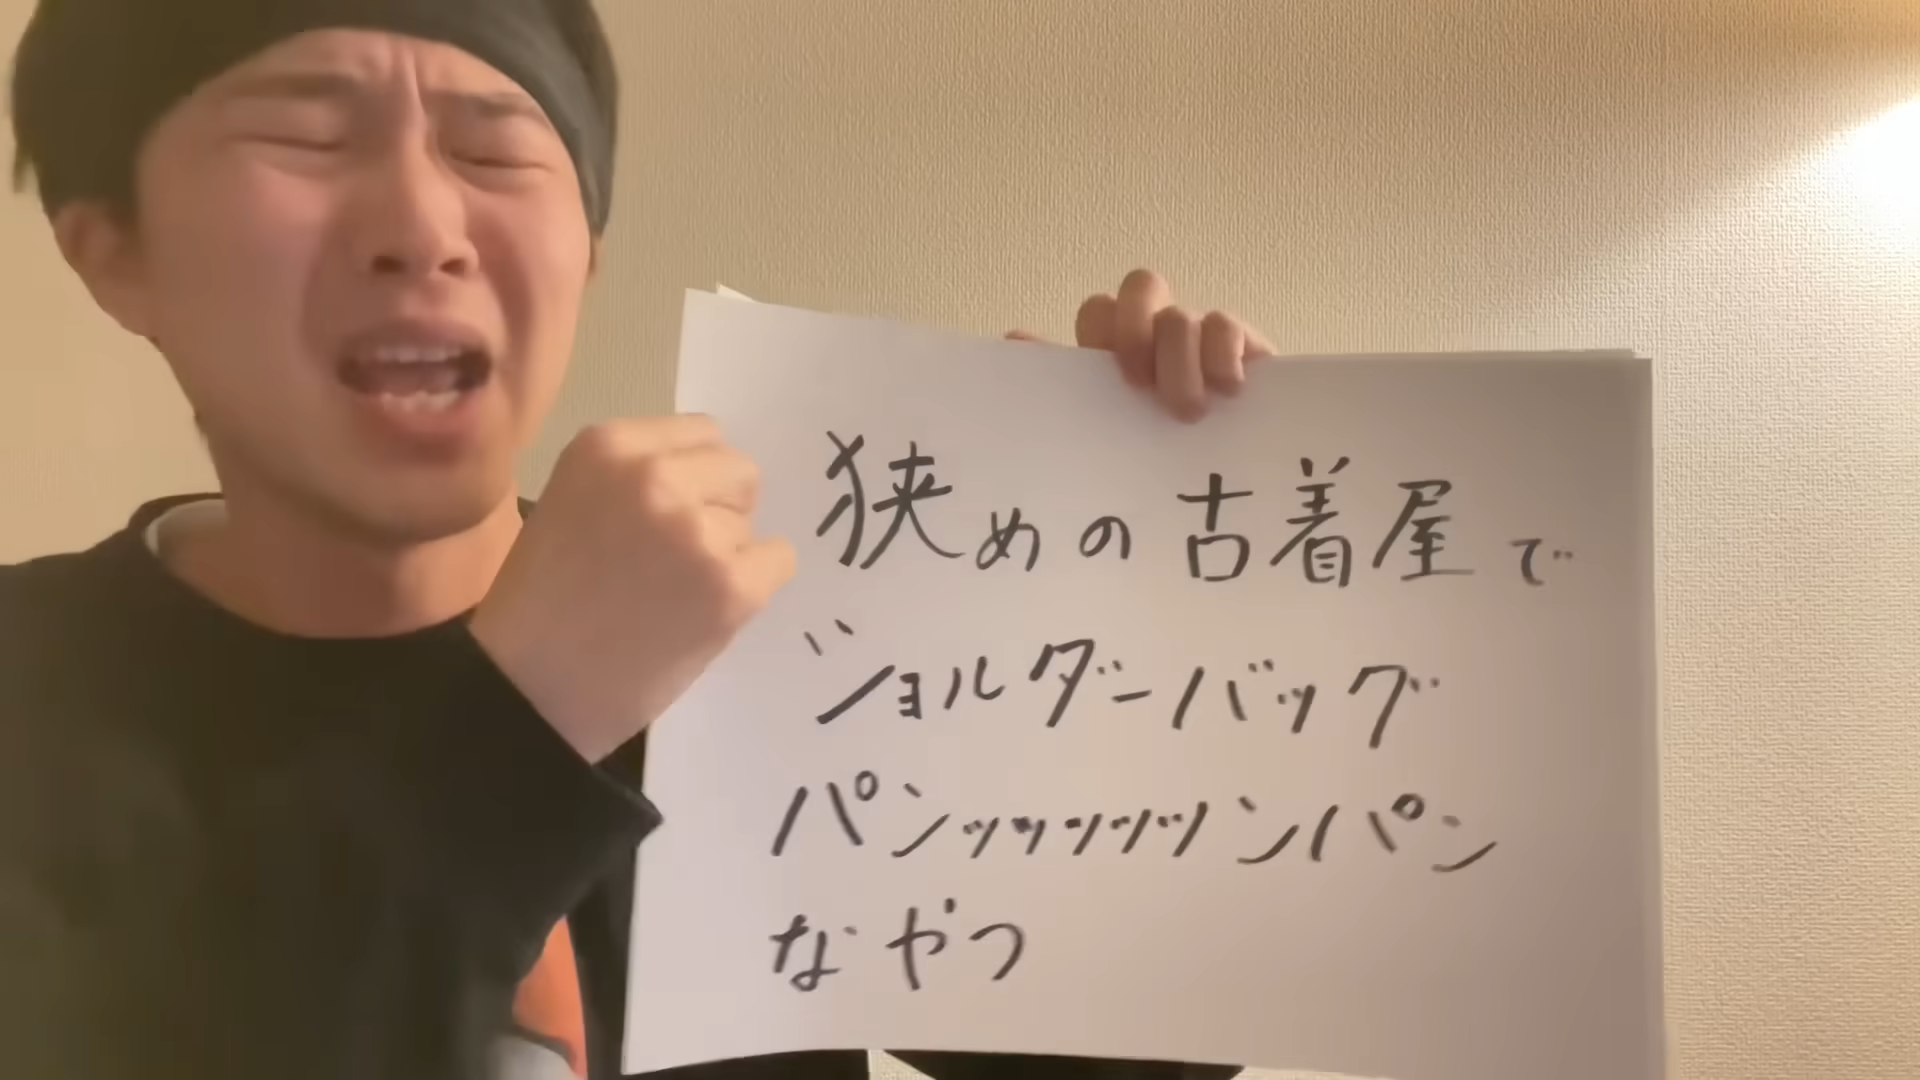 狭めの古着屋で
ショルダーバッグ
パンッッッッッンパン
なやつ